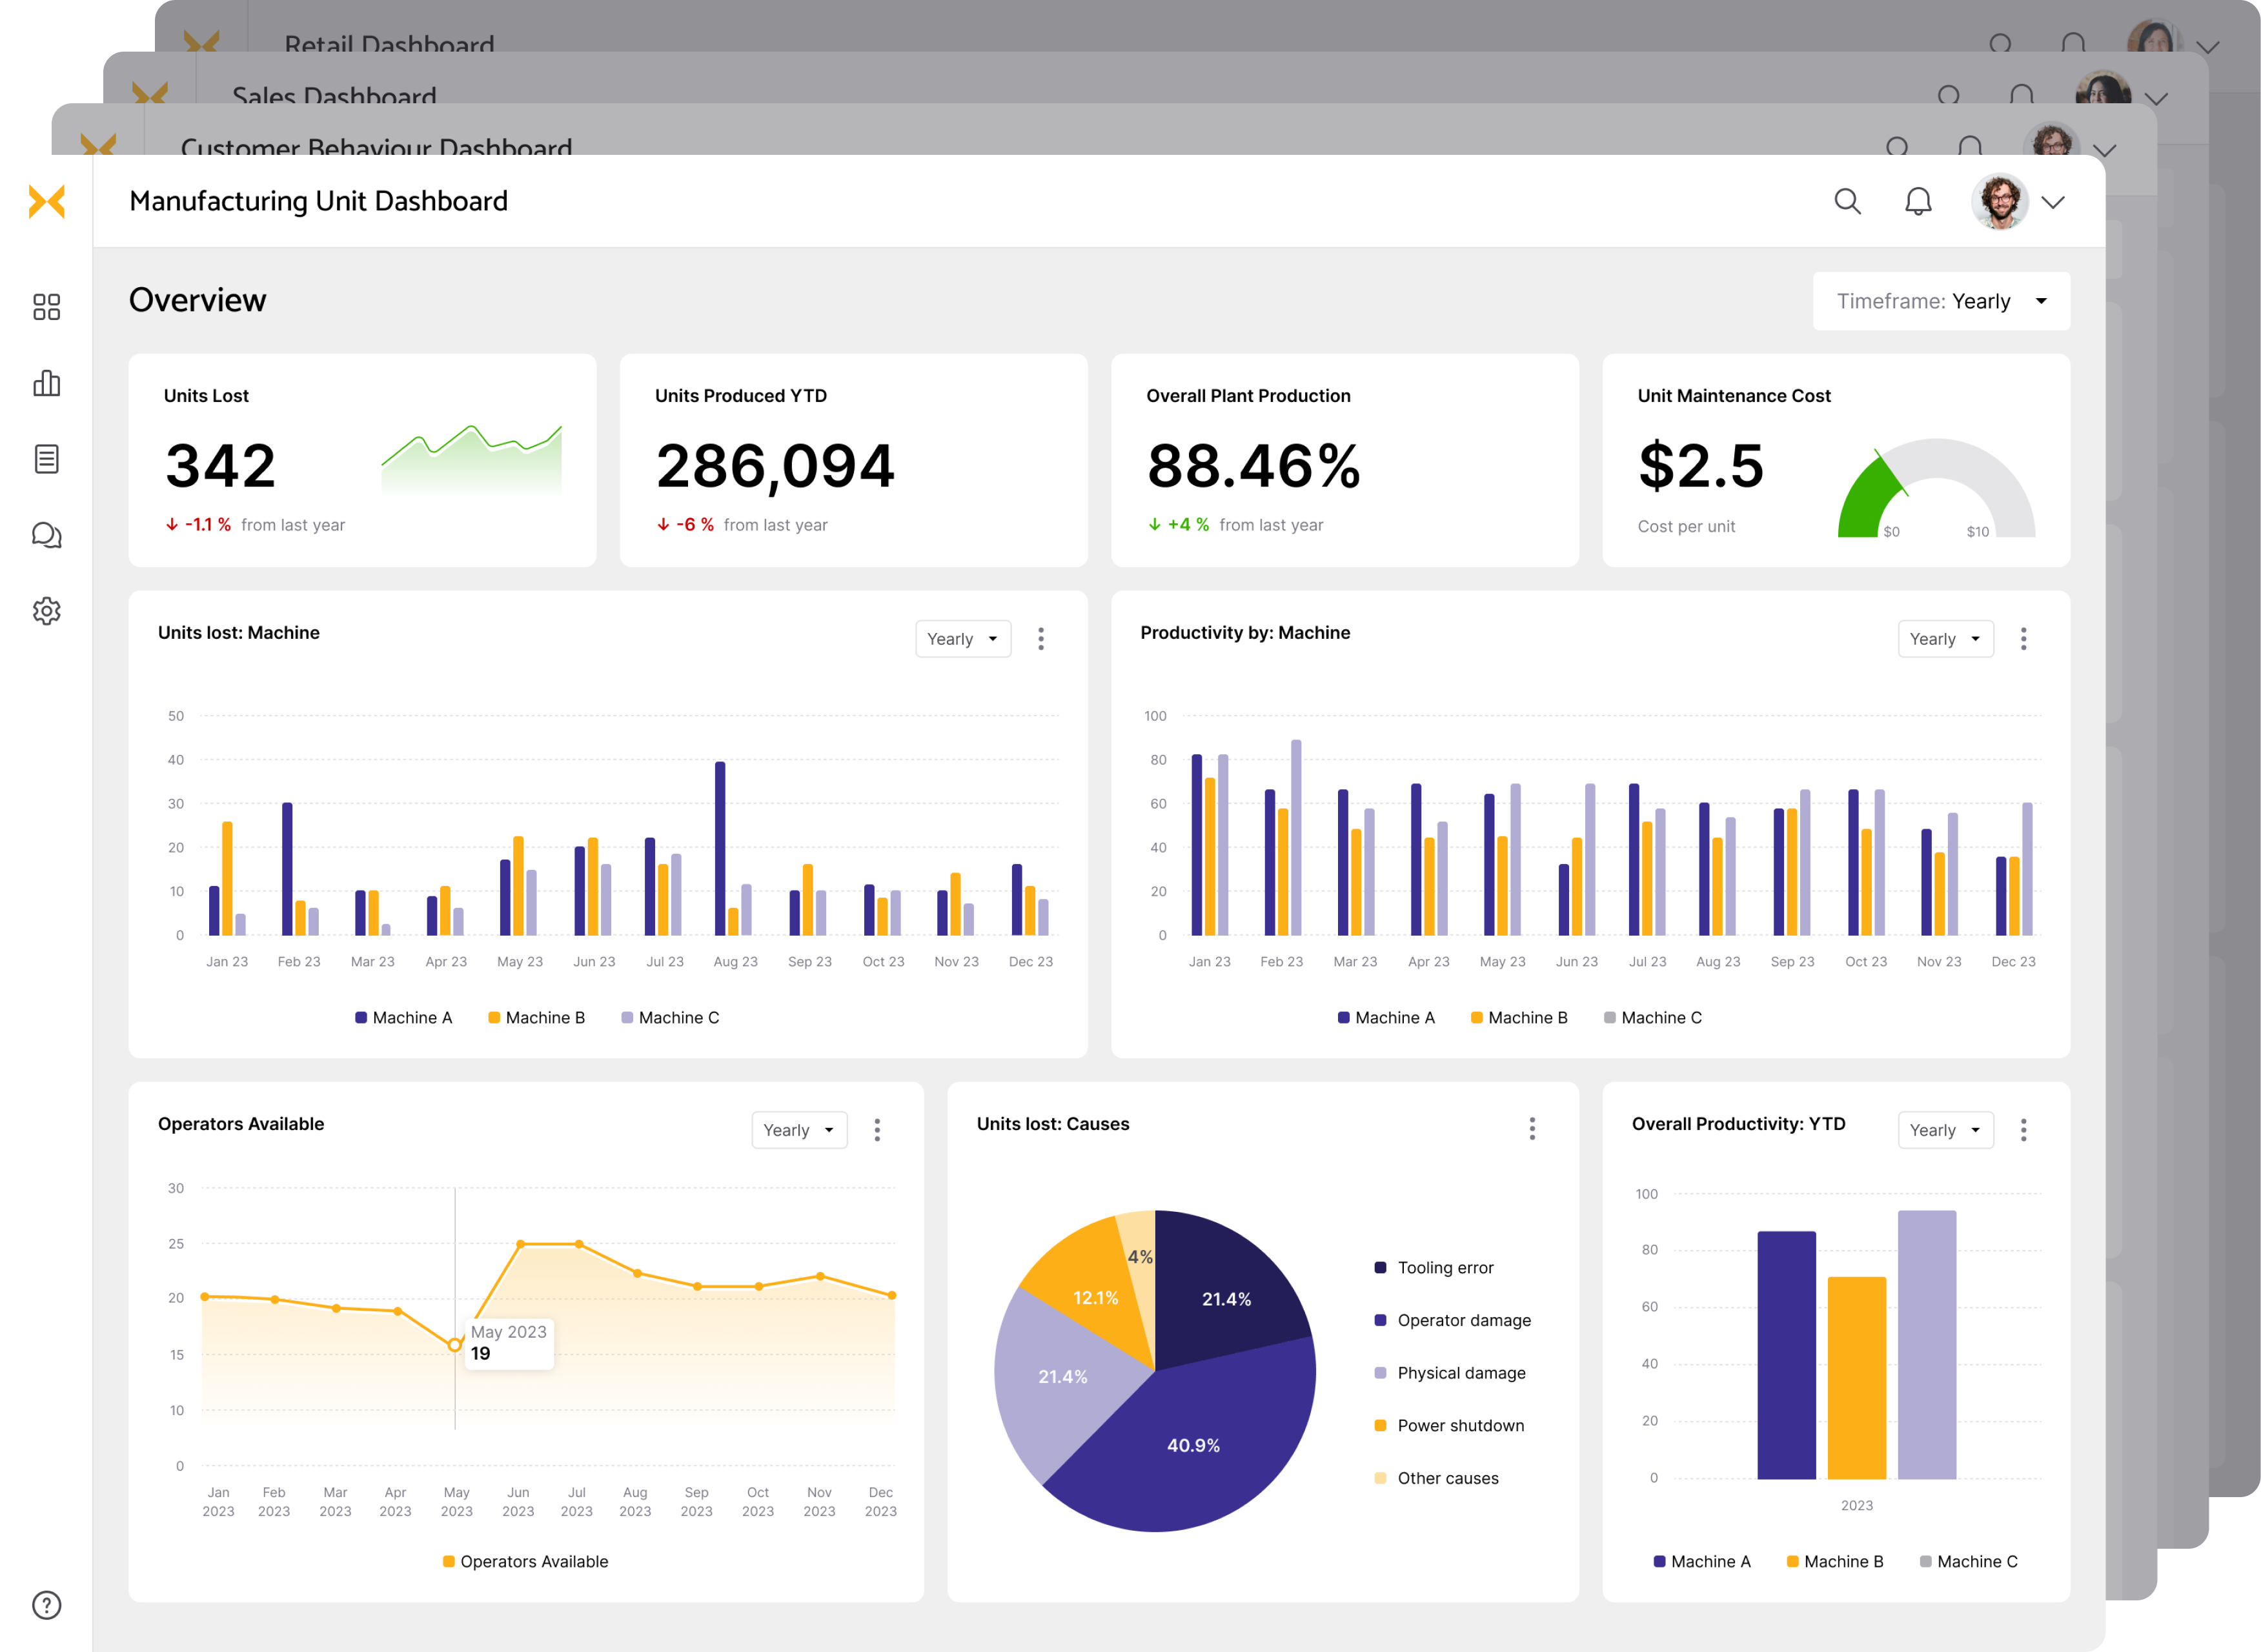 Retail Dashboard
Sales Dashboard
Customer Behaviour Dashboard
Manufacturing Unit Dashboard
Overview
Timeframe: Yearly
Units Lost
342
-1.1 % from last year
Units Produced YTD
286,094
-6 % from last year
Overall Plant Production
88.46%
+4 % from last year
Unit Maintenance Cost
$2.5
Cost per unit
$0 $10
Units lost: Machine
Yearly
50
40
30
20
10
0
Jan 23 Feb 23 Mar 23 Apr 23 May 23 Jun 23 Jul 23 Aug 23 Sep 23 Oct 23 Nov 23 Dec 23
Machine A Machine B Machine C
Productivity by: Machine
Yearly
100
80
60
40
20
0
Jan 23 Feb 23 Mar 23 Apr 23 May 23 Jun 23 Jul 23 Aug 23 Sep 23 Oct 23 Nov 23 Dec 23
Machine A Machine B Machine C
Operators Available
Yearly
30
25
20
15
10
0
May 2023
19
Jan Feb Mar Apr May Jun Jul Aug Sep Oct Nov Dec
2023 2023 2023 2023 2023 2023 2023 2023 2023 2023 2023 2023
Operators Available
Units lost: Causes
4%
12.1%
21.4%
21.4%
40.9%
Tooling error
Operator damage
Physical damage
Power shutdown
Other causes
Overall Productivity: YTD
Yearly
100
80
60
40
20
0
2023
Machine A Machine B Machine C
?